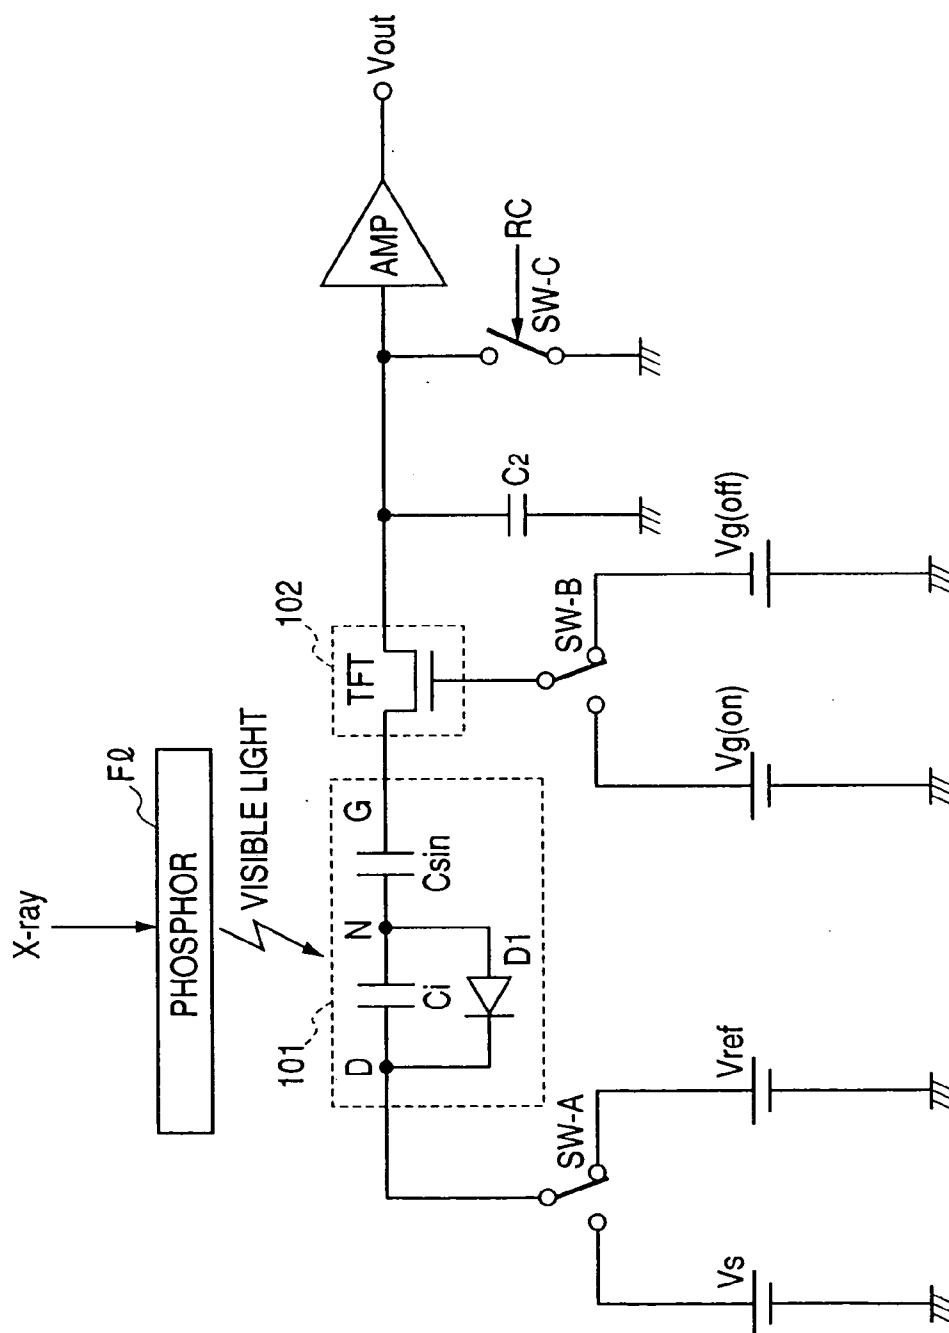 X-ray
PHOSPHOR
Fℓ
VISIBLE LIGHT
101
102
D
N
G
Ci
Csin
D1
TFT
AMP
Vout
C2
RC
SW-C
SW-A
SW-B
Vs
Vref
Vg(on)
Vg(off)